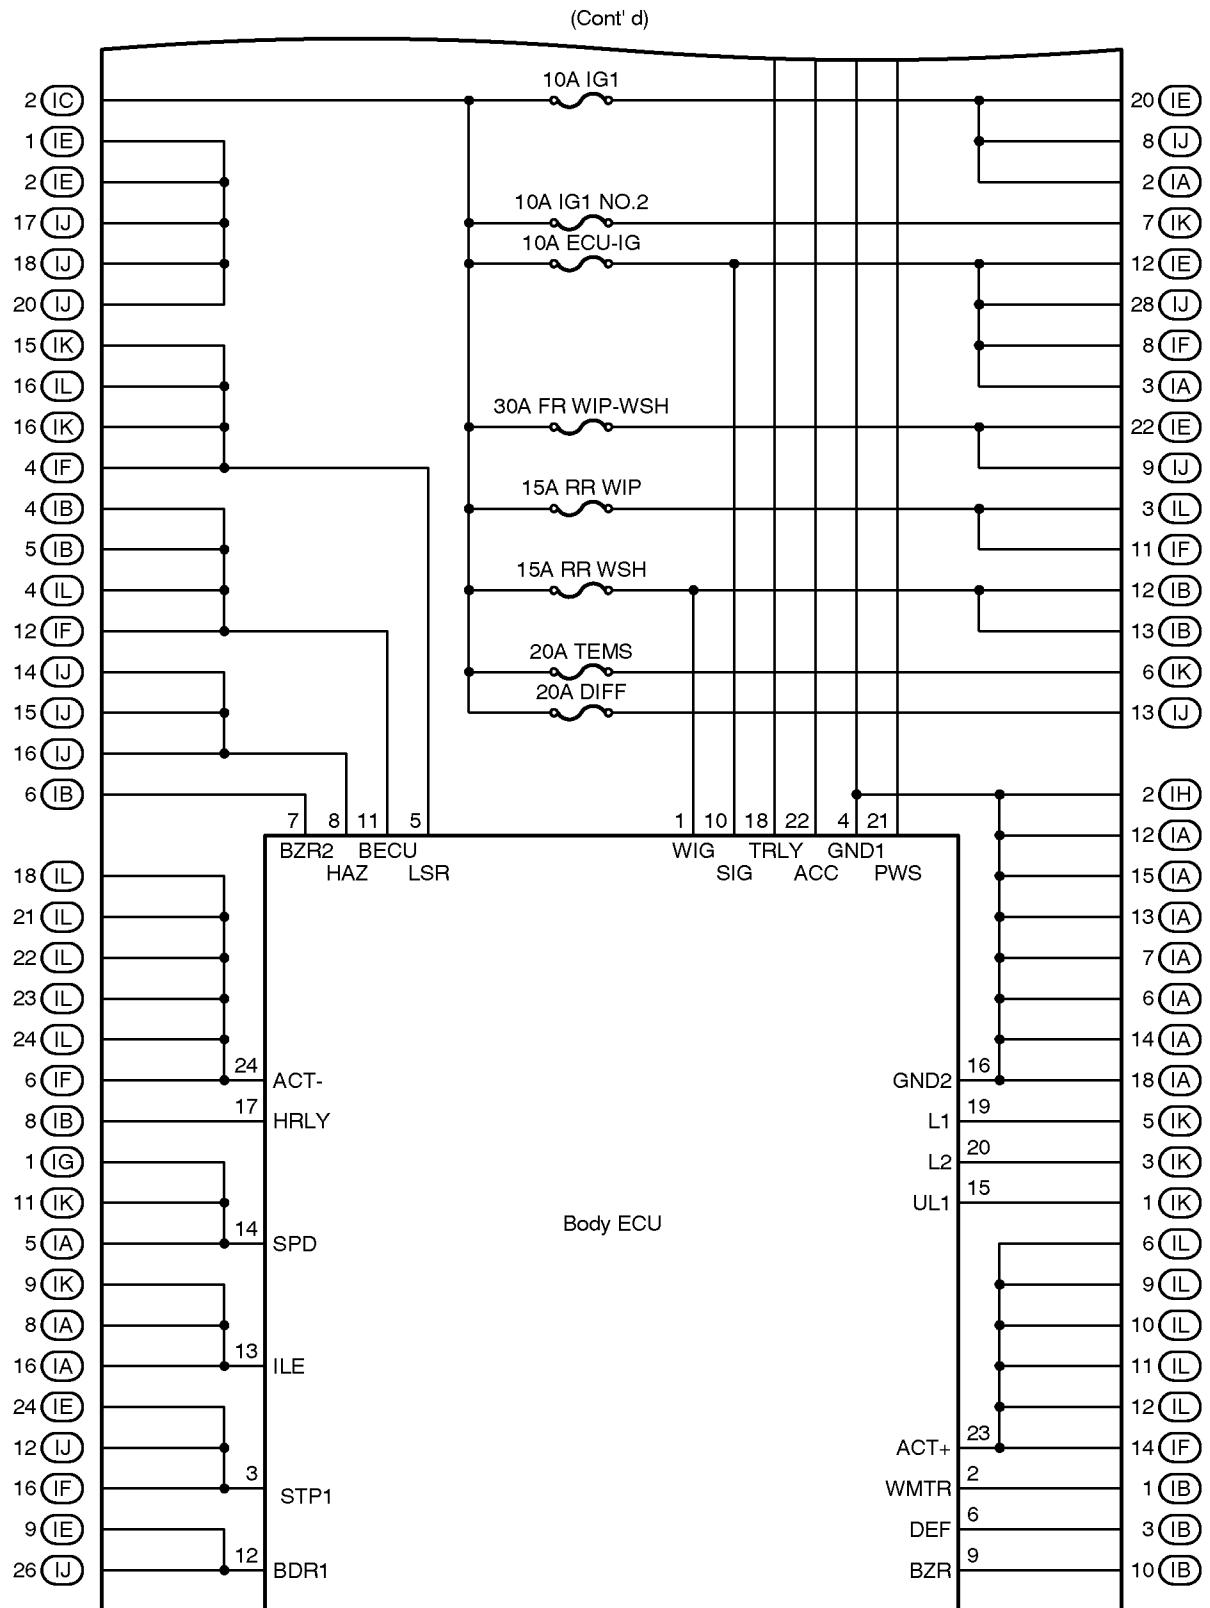 (Cont' d)
10A IG1
2 IC 20 IE
1 IE 8 IJ
2 IE 2 IA
10A IG1 NO.2
17 IJ 7 IK
10A ECU-IG
18 IJ 12 IE
20 IJ 28 IJ
15 IK 8 IF
16 IL 3 IA
30A FR WIP-WSH
16 IK 22 IE
4 IF 9 IJ
15A RR WIP
4 IB 3 IL
5 IB 11 IF
15A RR WSH
4 IL 12 IB
12 IF 13 IB
20A TEMS
14 IJ 6 IK
20A DIFF
15 IJ 13 IJ
16 IJ
6 IB 2 IH
7 8 11 5 1 10 18 22 4 21
12 IA
BZR2 BECU WIG TRLY GND1
HAZ LSR SIG ACC PWS
18 IL 15 IA
21 IL 13 IA
22 IL 7 IA
23 IL 6 IA
24 IL 14 IA
24 16
6 IF ACT- GND2 18 IA
17 19
8 IB HRLY L1 5 IK
20
1 IG L2 3 IK
15
11 IK UL1 1 IK
14
Body ECU
5 IA SPD 6 IL
9 IK 9 IL
8 IA 10 IL
13
16 IA ILE 11 IL
24 IE 12 IL
23
12 IJ ACT+ 14 IF
3 2
16 IF STP1 WMTR 1 IB
6
9 IE DEF 3 IB
12 9
26 IJ BDR1 BZR 10 IB